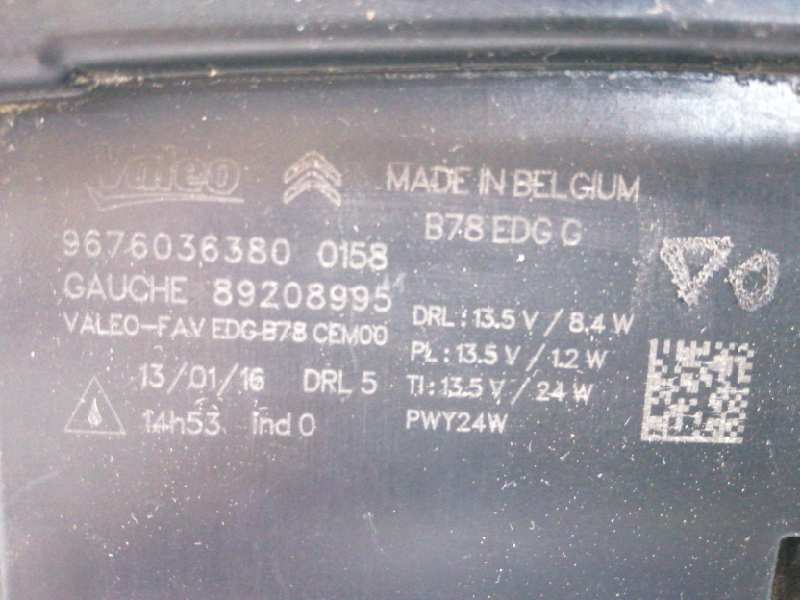 Valeo
MADE IN BELGIUM
B78 EDG G
9676036380 0158
GAUCHE 89208995
VALEO-FAV EDG-B78 CEM00
13/01/16 DRL 5
14h53 ind 0
DRL : 13.5 V / 8.4 W
PL : 13.5 V / 1.2 W
TI : 13.5 V / 24 W
PWY24W